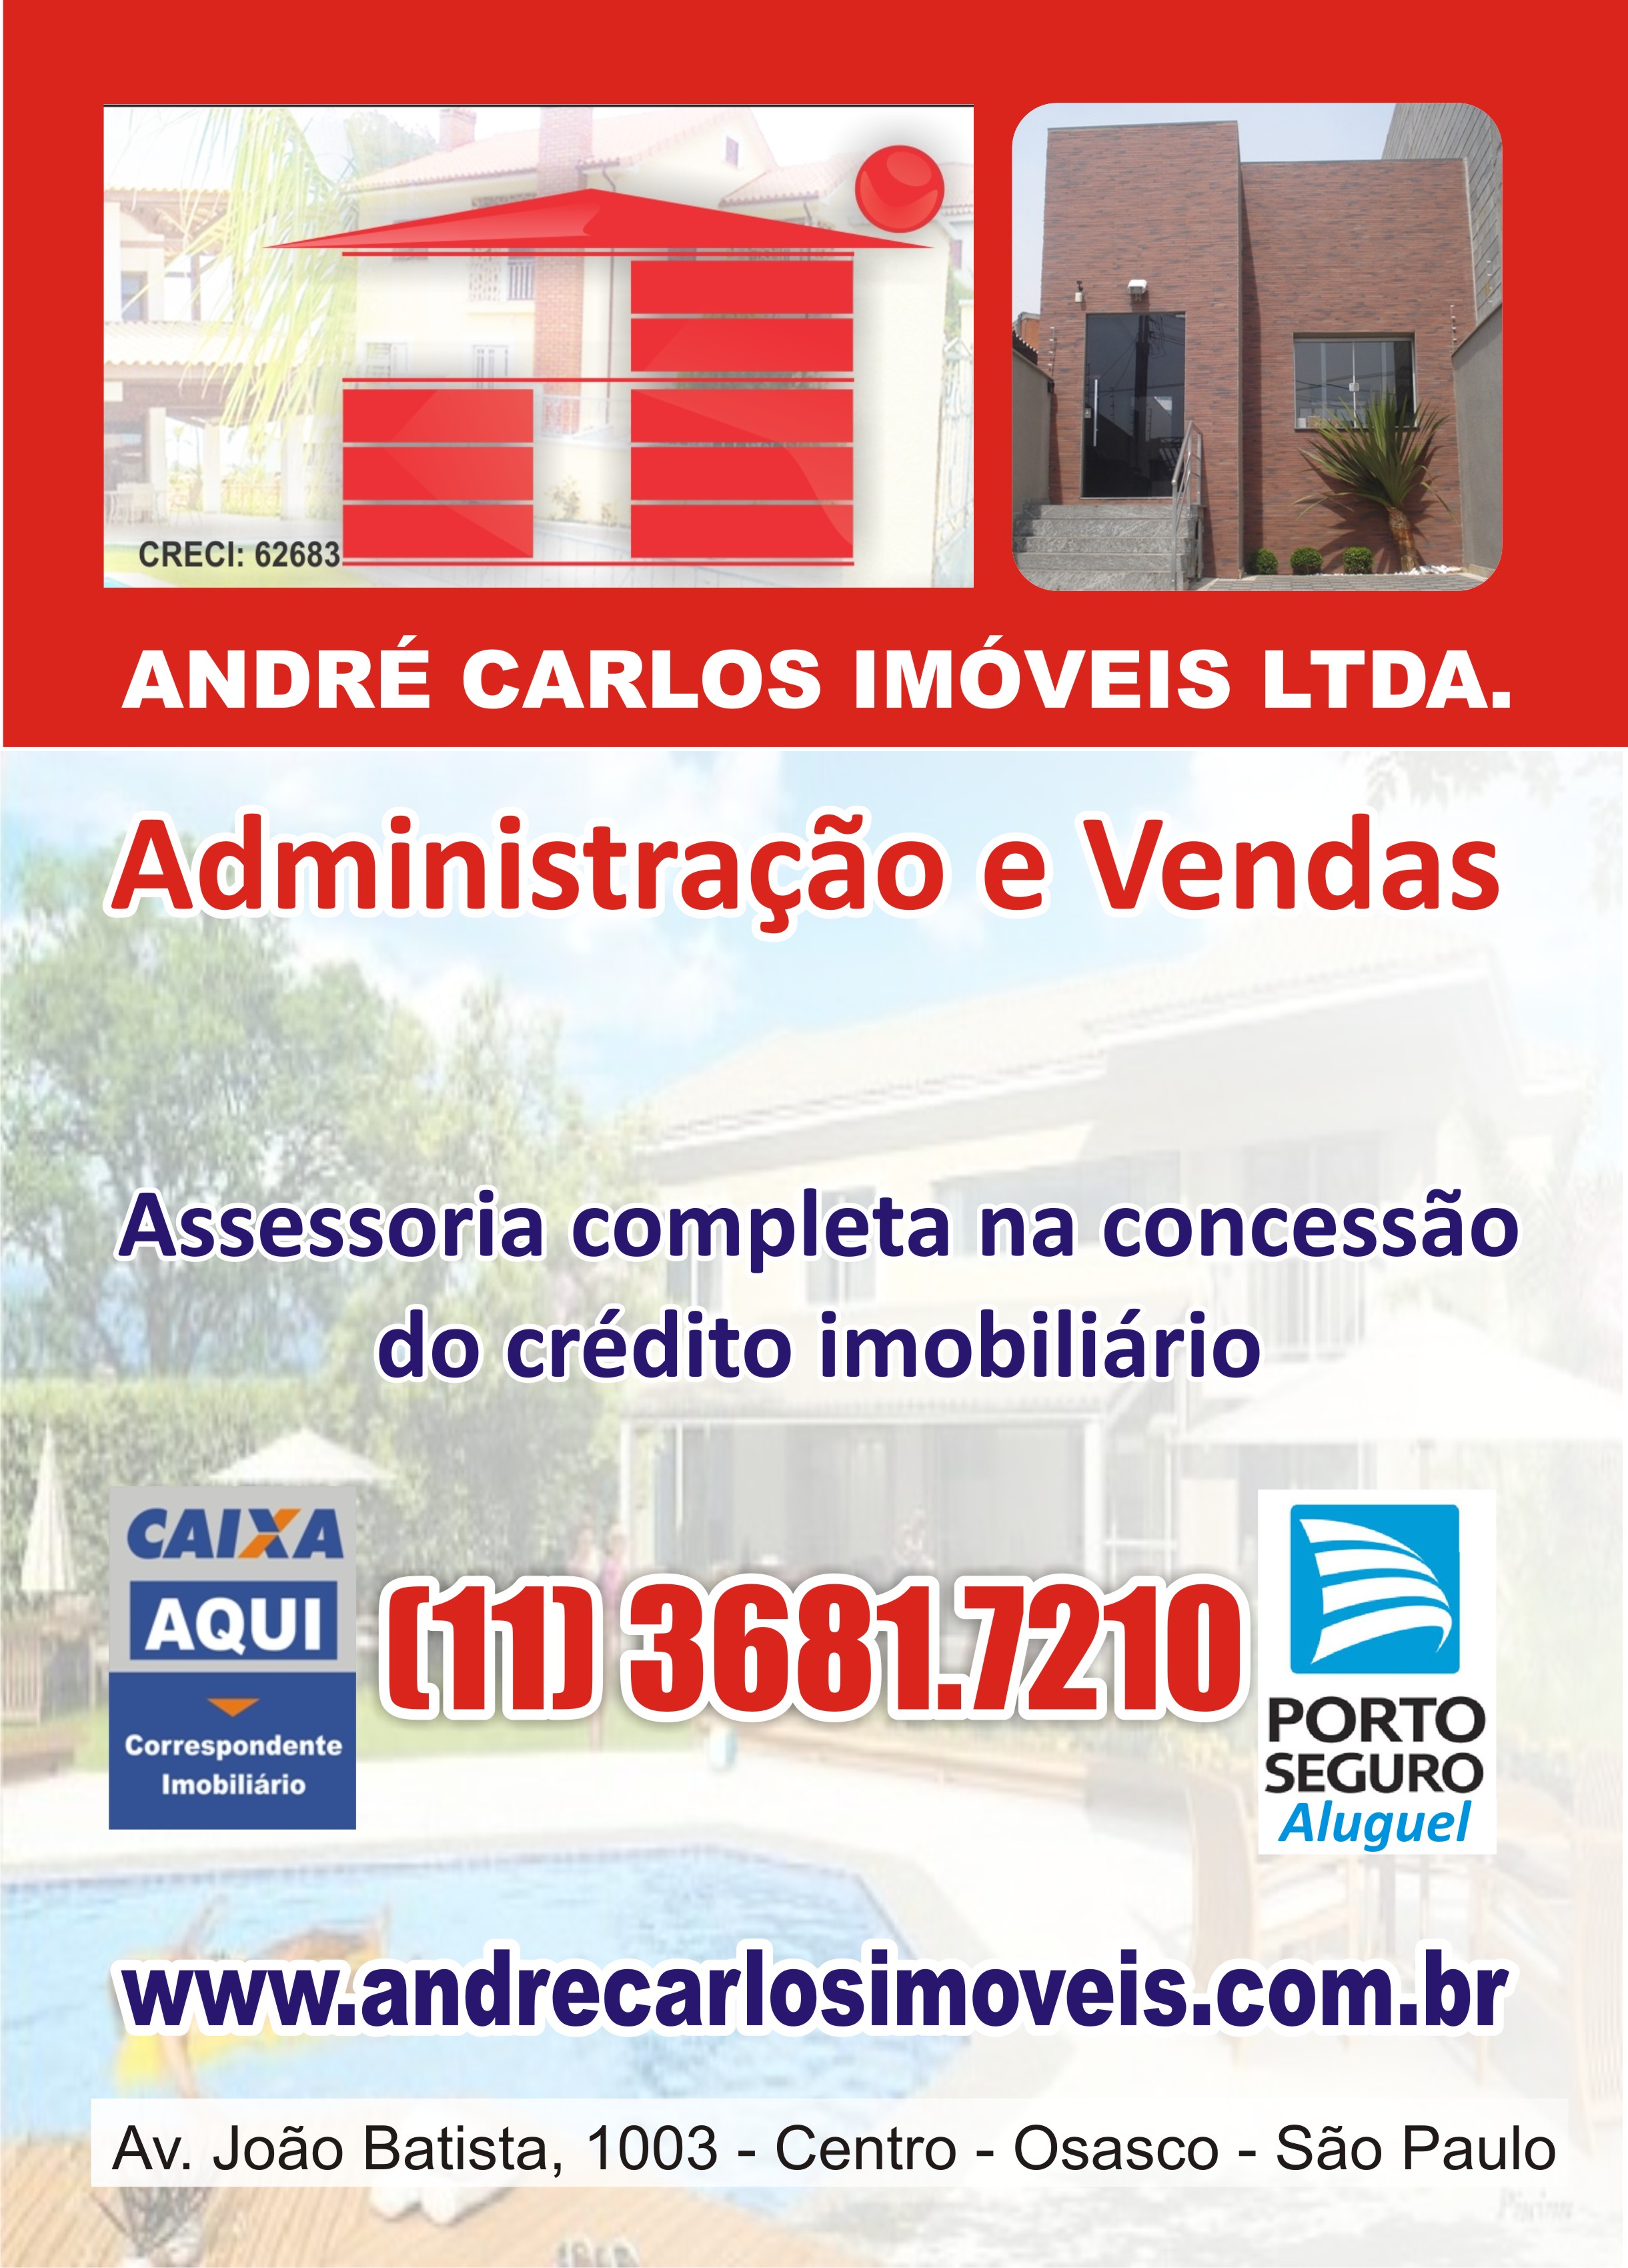 CRECI: 62683
ANDRÉ CARLOS IMÓVEIS LTDA.
Administração e Vendas
Assessoria completa na concessão
do crédito imobiliário
CAIXA
AQUI
Correspondente
Imobiliário
(11) 3681.7210
PORTO
SEGURO
Aluguel
www.andrecarlosimoveis.com.br
Av. João Batista, 1003 - Centro - Osasco - São Paulo